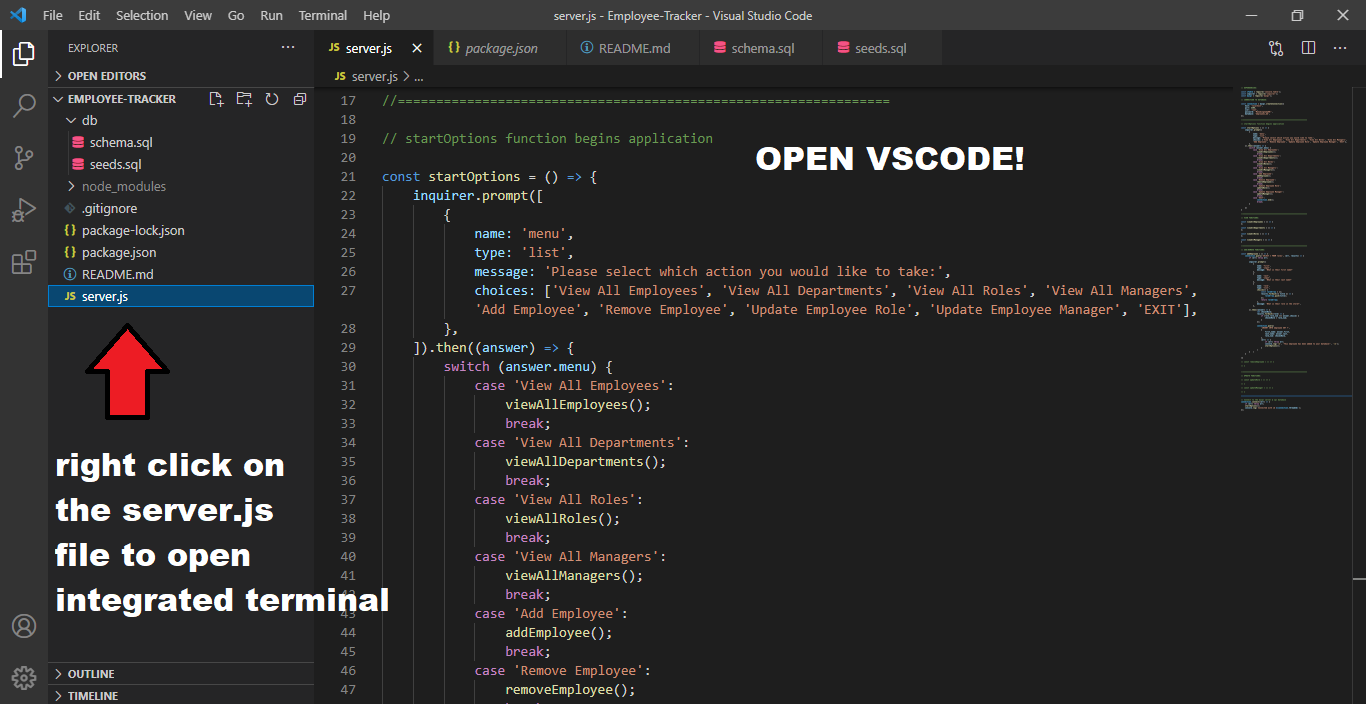 File Edit Selection View Go Run Terminal Help
server.js - Employee-Tracker - Visual Studio Code
EXPLORER
OPEN EDITORS
EMPLOYEE-TRACKER
db
schema.sql
seeds.sql
node_modules
.gitignore
package-lock.json
package.json
README.md
JS server.js
right click on
the server.js
file to open
integrated terminal
OUTLINE
TIMELINE
JS server.js {} package.json README.md schema.sql seeds.sql
JS server.js > ...
OPEN VSCODE!
17 //================================================================
18
19 // startOptions function begins application
20
21 const startOptions = () => {
22 inquirer.prompt([
23 {
24 name: 'menu',
25 type: 'list',
26 message: 'Please select which action you would like to take:',
27 choices: ['View All Employees', 'View All Departments', 'View All Roles', 'View All Managers',
'Add Employee', 'Remove Employee', 'Update Employee Role', 'Update Employee Manager', 'EXIT'],
28 },
29 ]).then((answer) => {
30 switch (answer.menu) {
31 case 'View All Employees':
32 viewAllEmployees();
33 break;
34 case 'View All Departments':
35 viewAllDepartments();
36 break;
37 case 'View All Roles':
38 viewAllRoles();
39 break;
40 case 'View All Managers':
41 viewAllManagers();
42 break;
43 case 'Add Employee':
44 addEmployee();
45 break;
46 case 'Remove Employee':
47 removeEmployee();